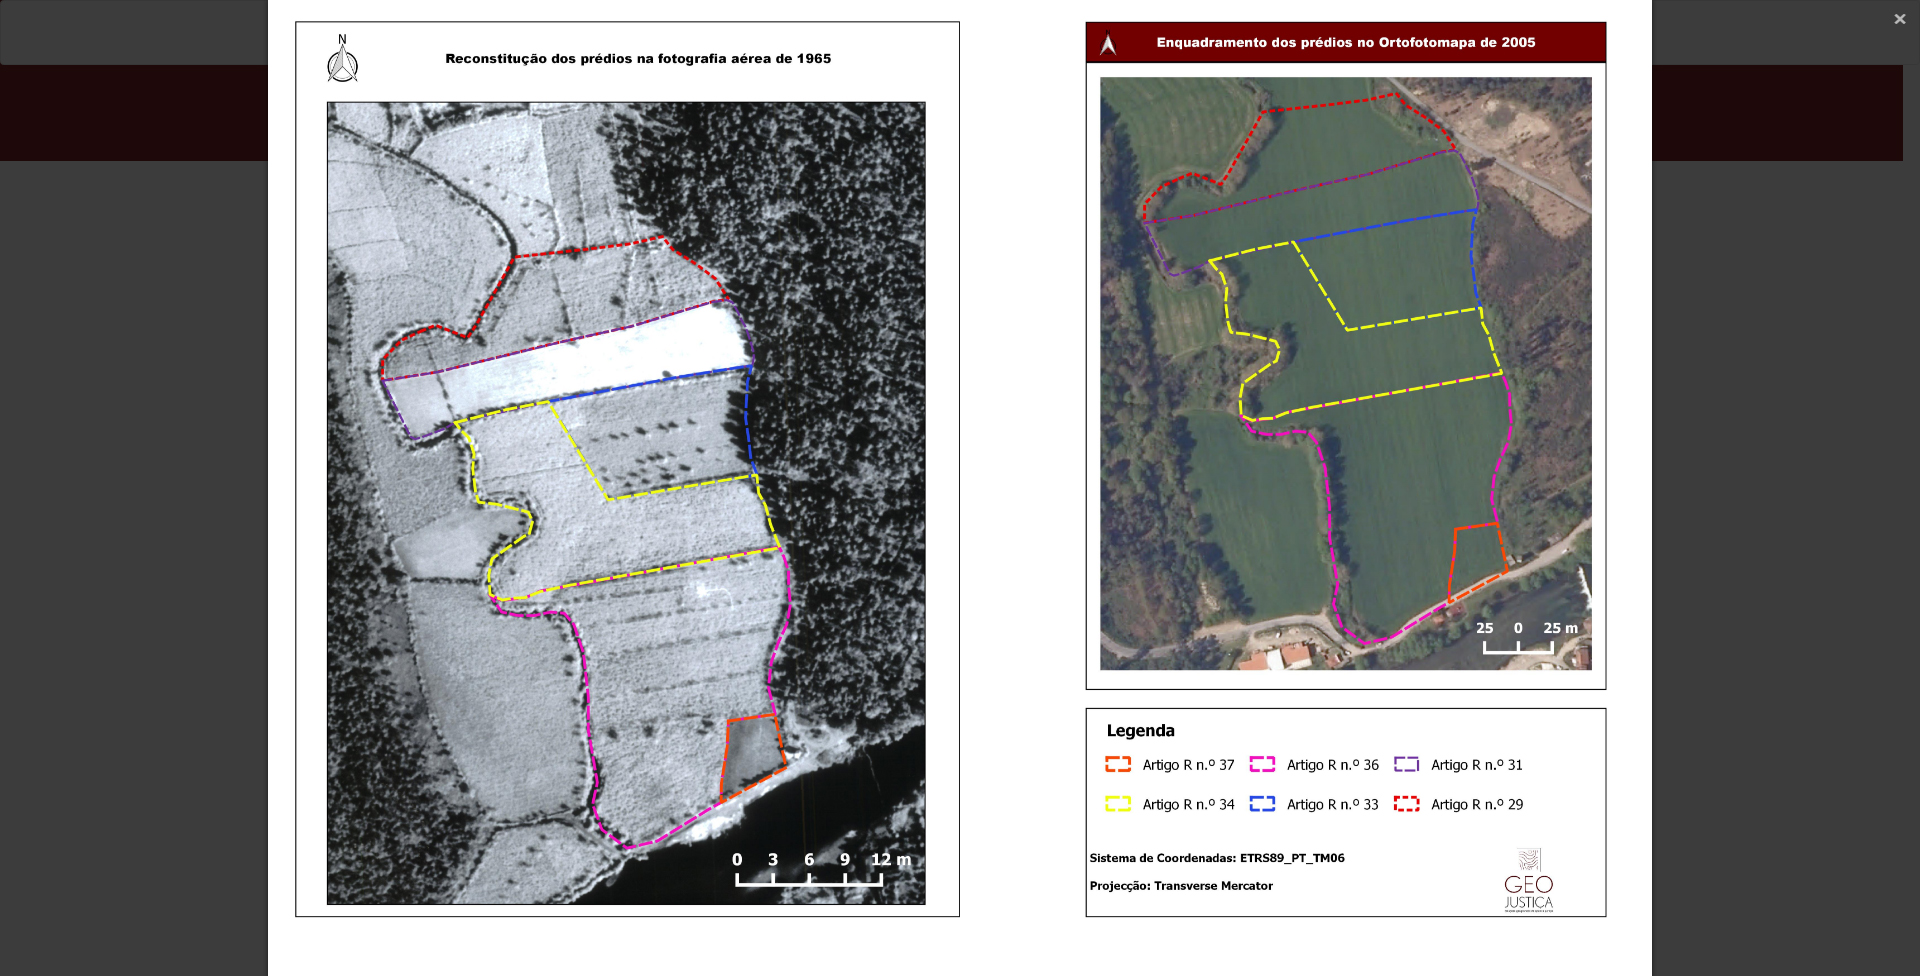 N
Reconstituição dos prédios na fotografia aérea de 1965
0 3 6 9 12 m
Enquadramento dos prédios no Ortofotomapa de 2005
25 0 25 m
Legenda
Artigo R n.º 37 Artigo R n.º 36 Artigo R n.º 31
Artigo R n.º 34 Artigo R n.º 33 Artigo R n.º 29
Sistema de Coordenadas: ETRS89_PT_TM06
Projecção: Transverse Mercator
GEO
JUSTIÇA